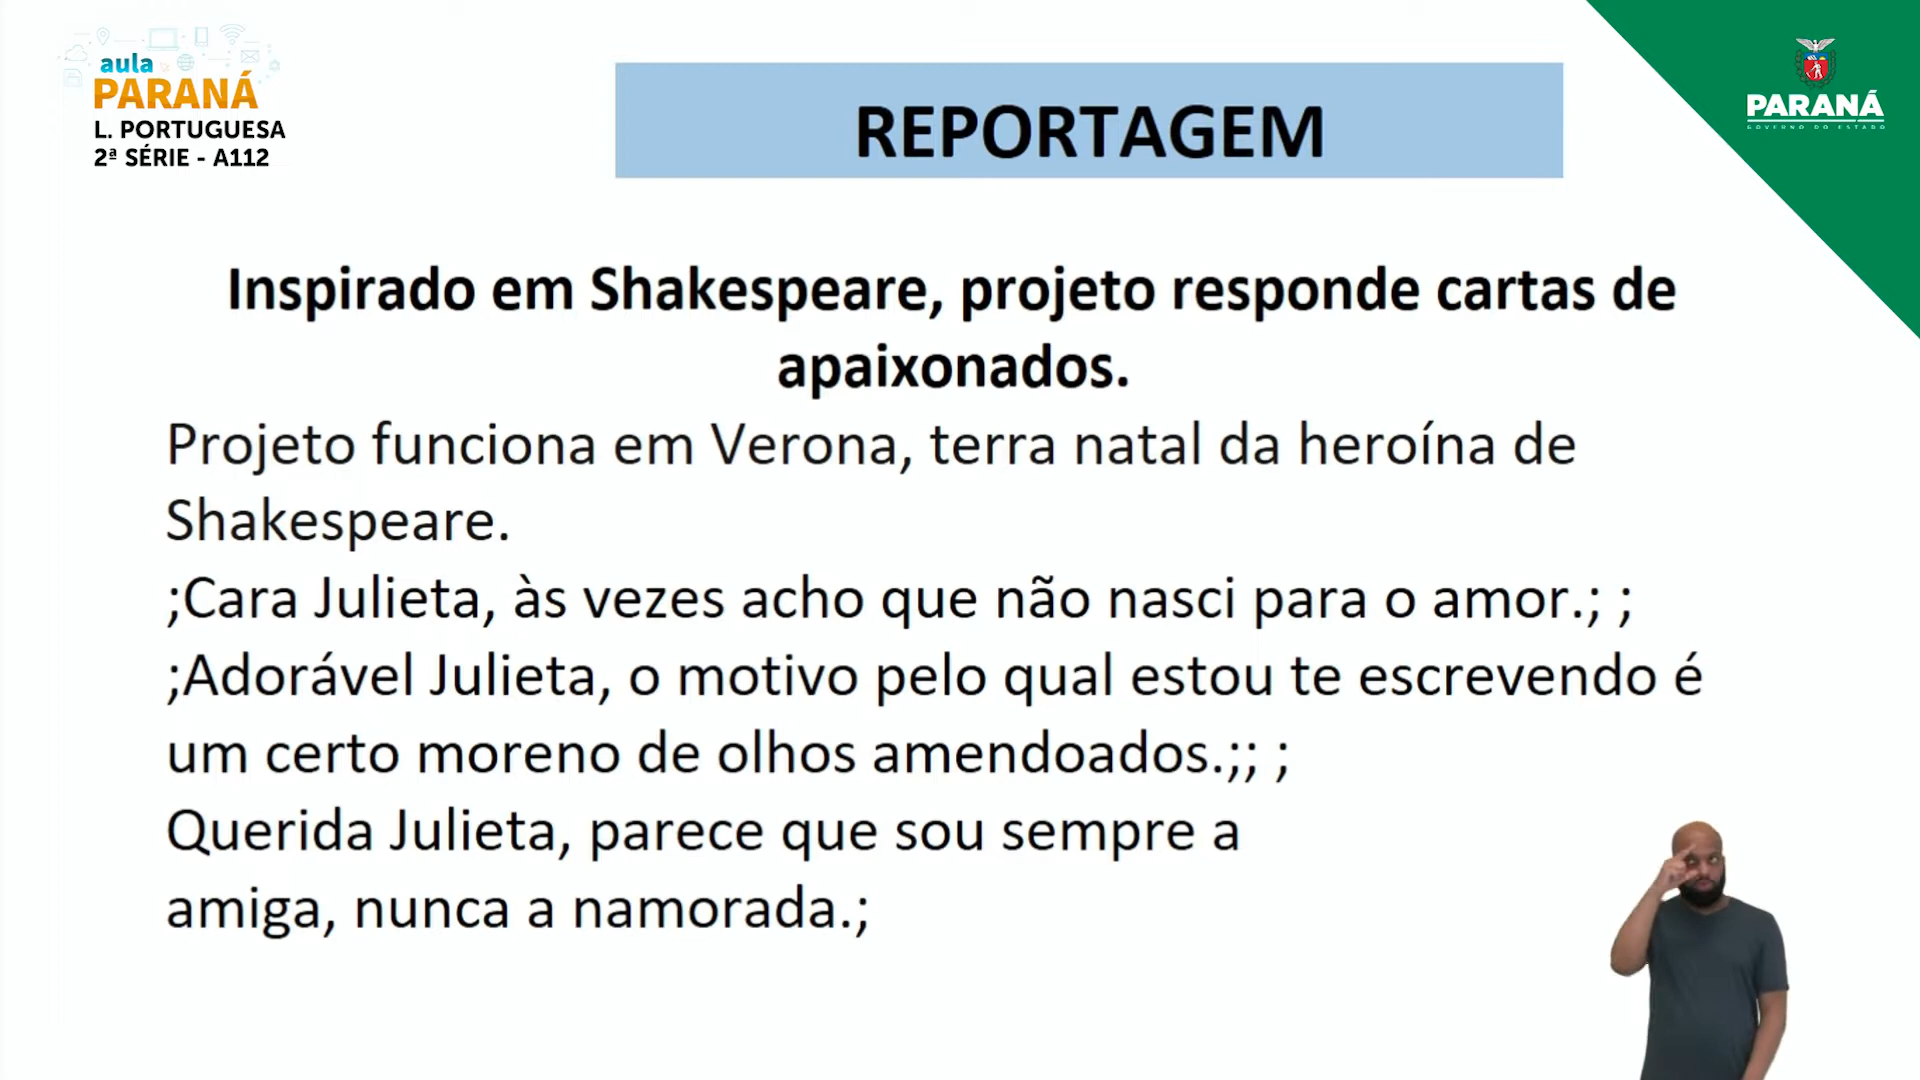 aula
PARANÁ
L. PORTUGUESA
2ª SÉRIE - A112
REPORTAGEM
PARANÁ
GOVERNO DO ESTADO
Inspirado em Shakespeare, projeto responde cartas de
apaixonados.
Projeto funciona em Verona, terra natal da heroína de
Shakespeare.
;Cara Julieta, às vezes acho que não nasci para o amor.; ;
;Adorável Julieta, o motivo pelo qual estou te escrevendo é
um certo moreno de olhos amendoados.;; ;
Querida Julieta, parece que sou sempre a
amiga, nunca a namorada.;